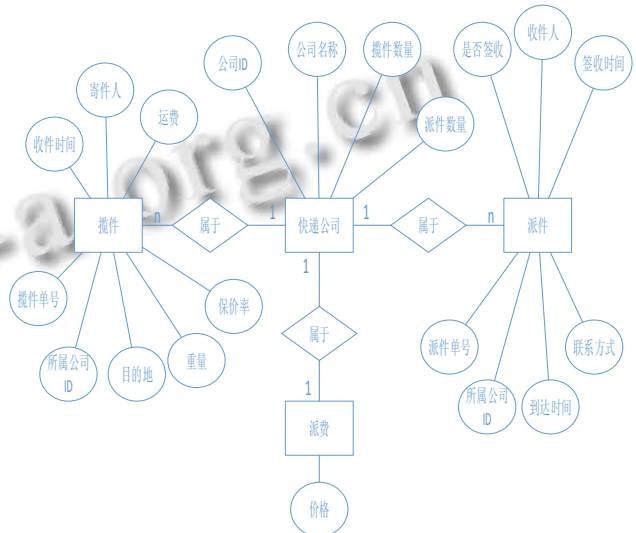 收件人
公司ID
公司名称
揽件数量
是否签收
签收时间
寄件人
运费
派件数量
收件时间
a.org.cn
揽件
n
属于
1
快递公司
1
属于
n
派件
1
揽件单号
保价率
属于
派件单号
联系方式
所属公司
ID
目的地
重量
1
所属公司
ID
到达时间
派费
价格